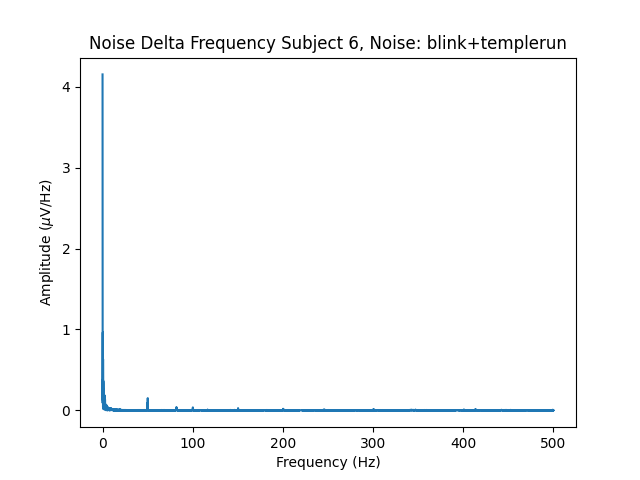 Noise Delta Frequency Subject 6, Noise: blink+templerun
Amplitude (μV/Hz)
4
3
2
1
0
0 100 200 300 400 500
Frequency (Hz)